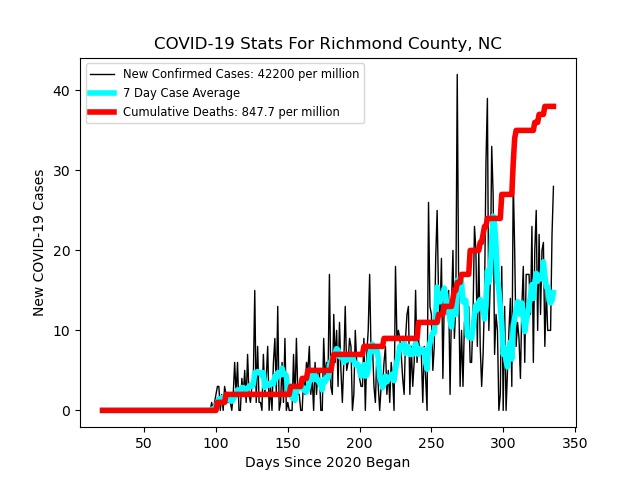 COVID-19 Stats For Richmond County, NC
New Confirmed Cases: 42200 per million
7 Day Case Average
Cumulative Deaths: 847.7 per million
New COVID-19 Cases
40
30
20
10
0
50 100 150 200 250 300 350
Days Since 2020 Began